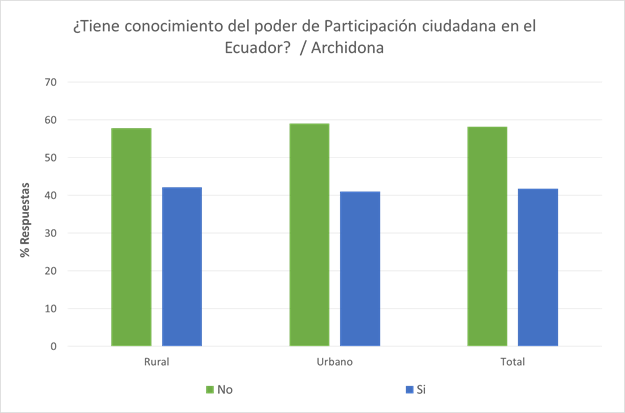 ¿Tiene conocimiento del poder de Participación ciudadana en el
Ecuador?  / Archidona
70
60
50
40
30
20
10
0
% Respuestas
Rural
Urbano
Total
No
Si